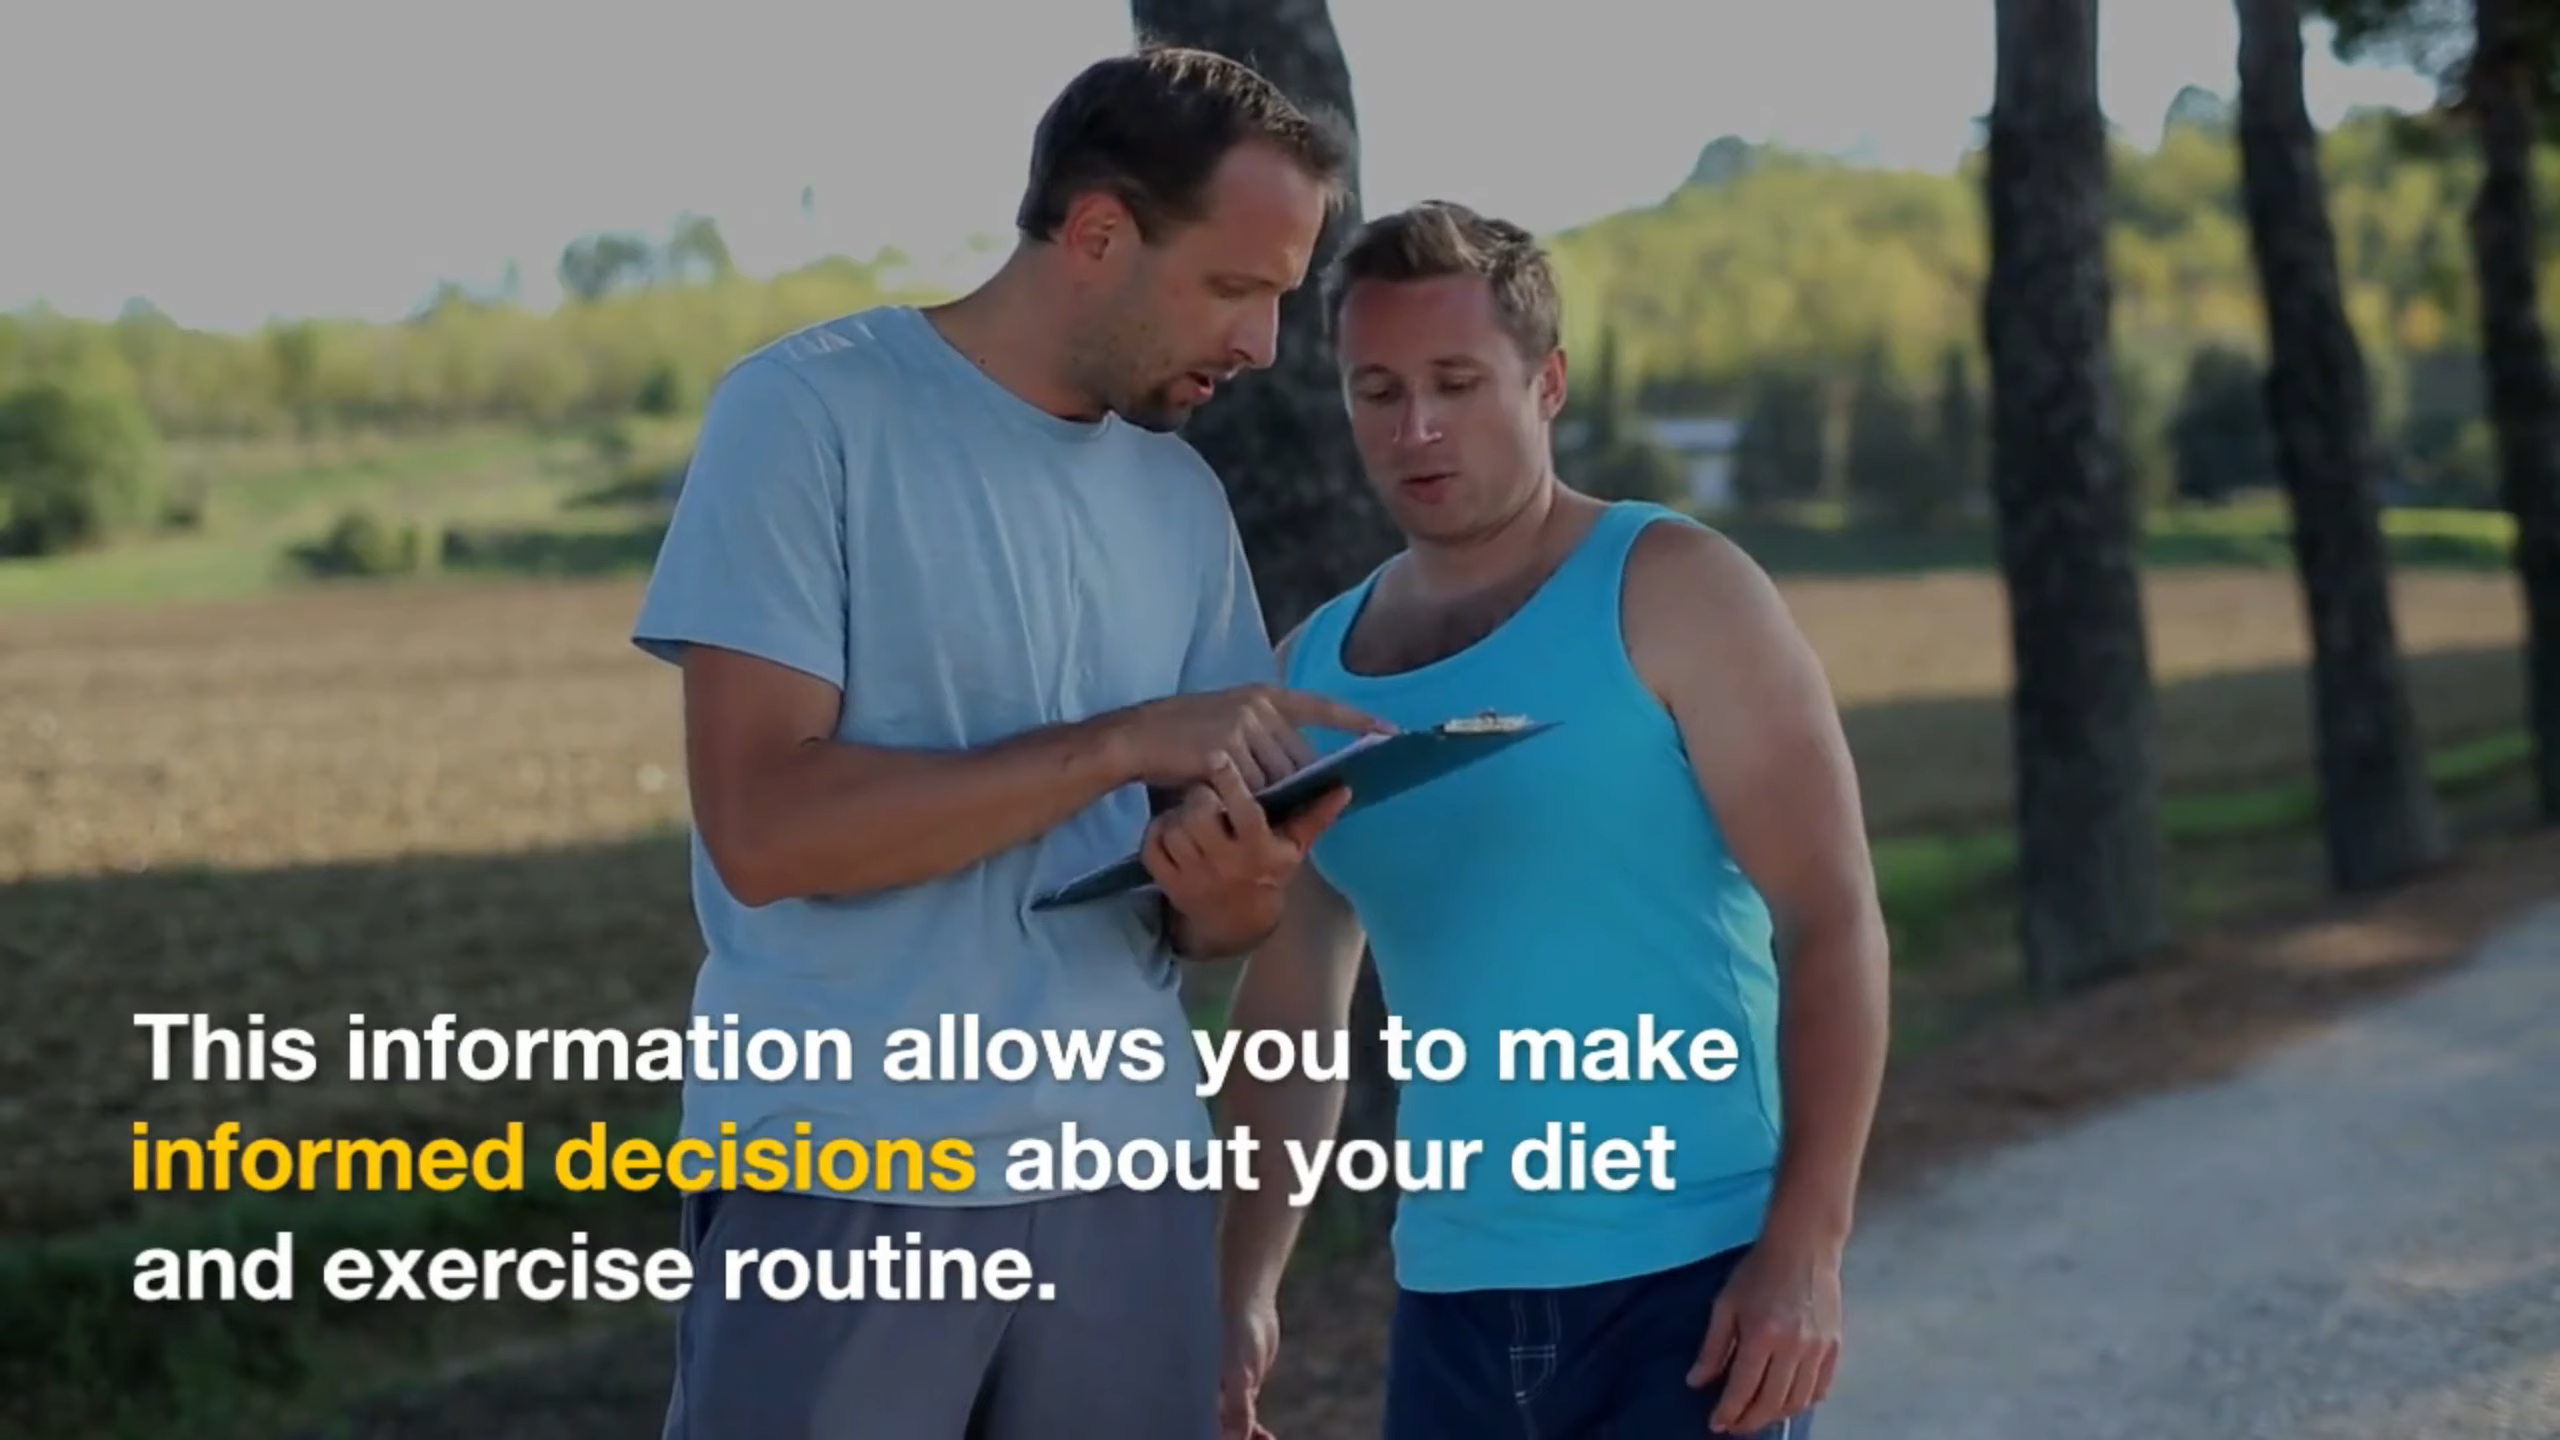 This information allows you to make
informed decisions about your diet
and exercise routine.